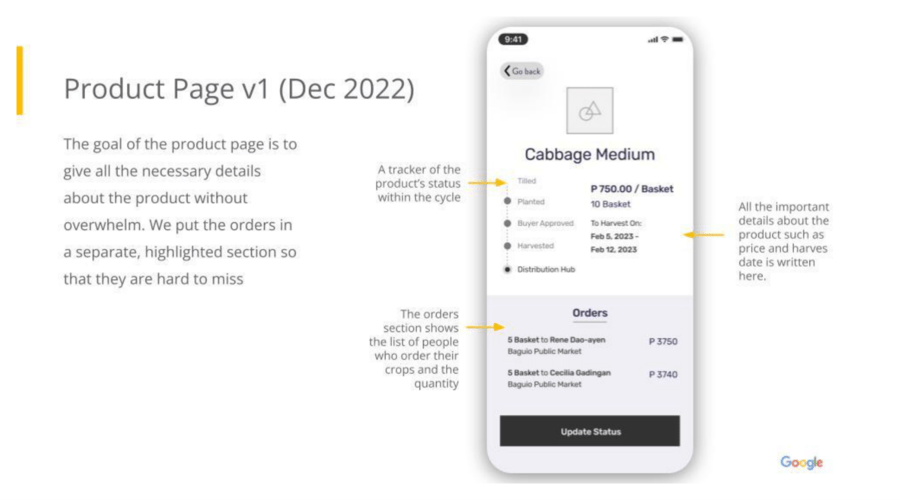 Product Page v1 (Dec 2022)
The goal of the product page is to
give all the necessary details
about the product without
overwhelm. We put the orders in
a separate, highlighted section so
that they are hard to miss
A tracker of the
product's status
within the cycle
The orders
section shows
the list of people
who order their
crops and the
quantity
9:41
Go back
Cabbage Medium
Tilled
Planted
Buyer Approved
Harvested
Distribution Hub
P 750.00 / Basket
10 Basket
To Harvest On:
Feb 5, 2023 -
Feb 12, 2023
Orders
5 Basket to Rene Dao-ayen
P 3750
Baguio Public Market
5 Basket to Cecilia Gadingan
P 3740
Baguio Public Market
Update Status
All the important
details about the
product such as
price and harves
date is written
here.
Google